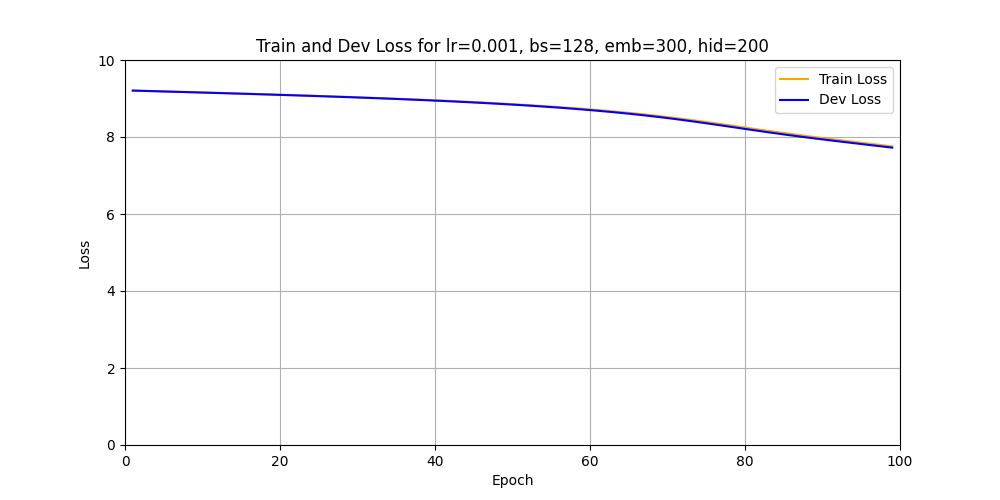 Train and Dev Loss for lr=0.001, bs=128, emb=300, hid=200
Train Loss
Dev Loss
10
8
6
4
2
0
Loss
0 20 40 60 80 100
Epoch